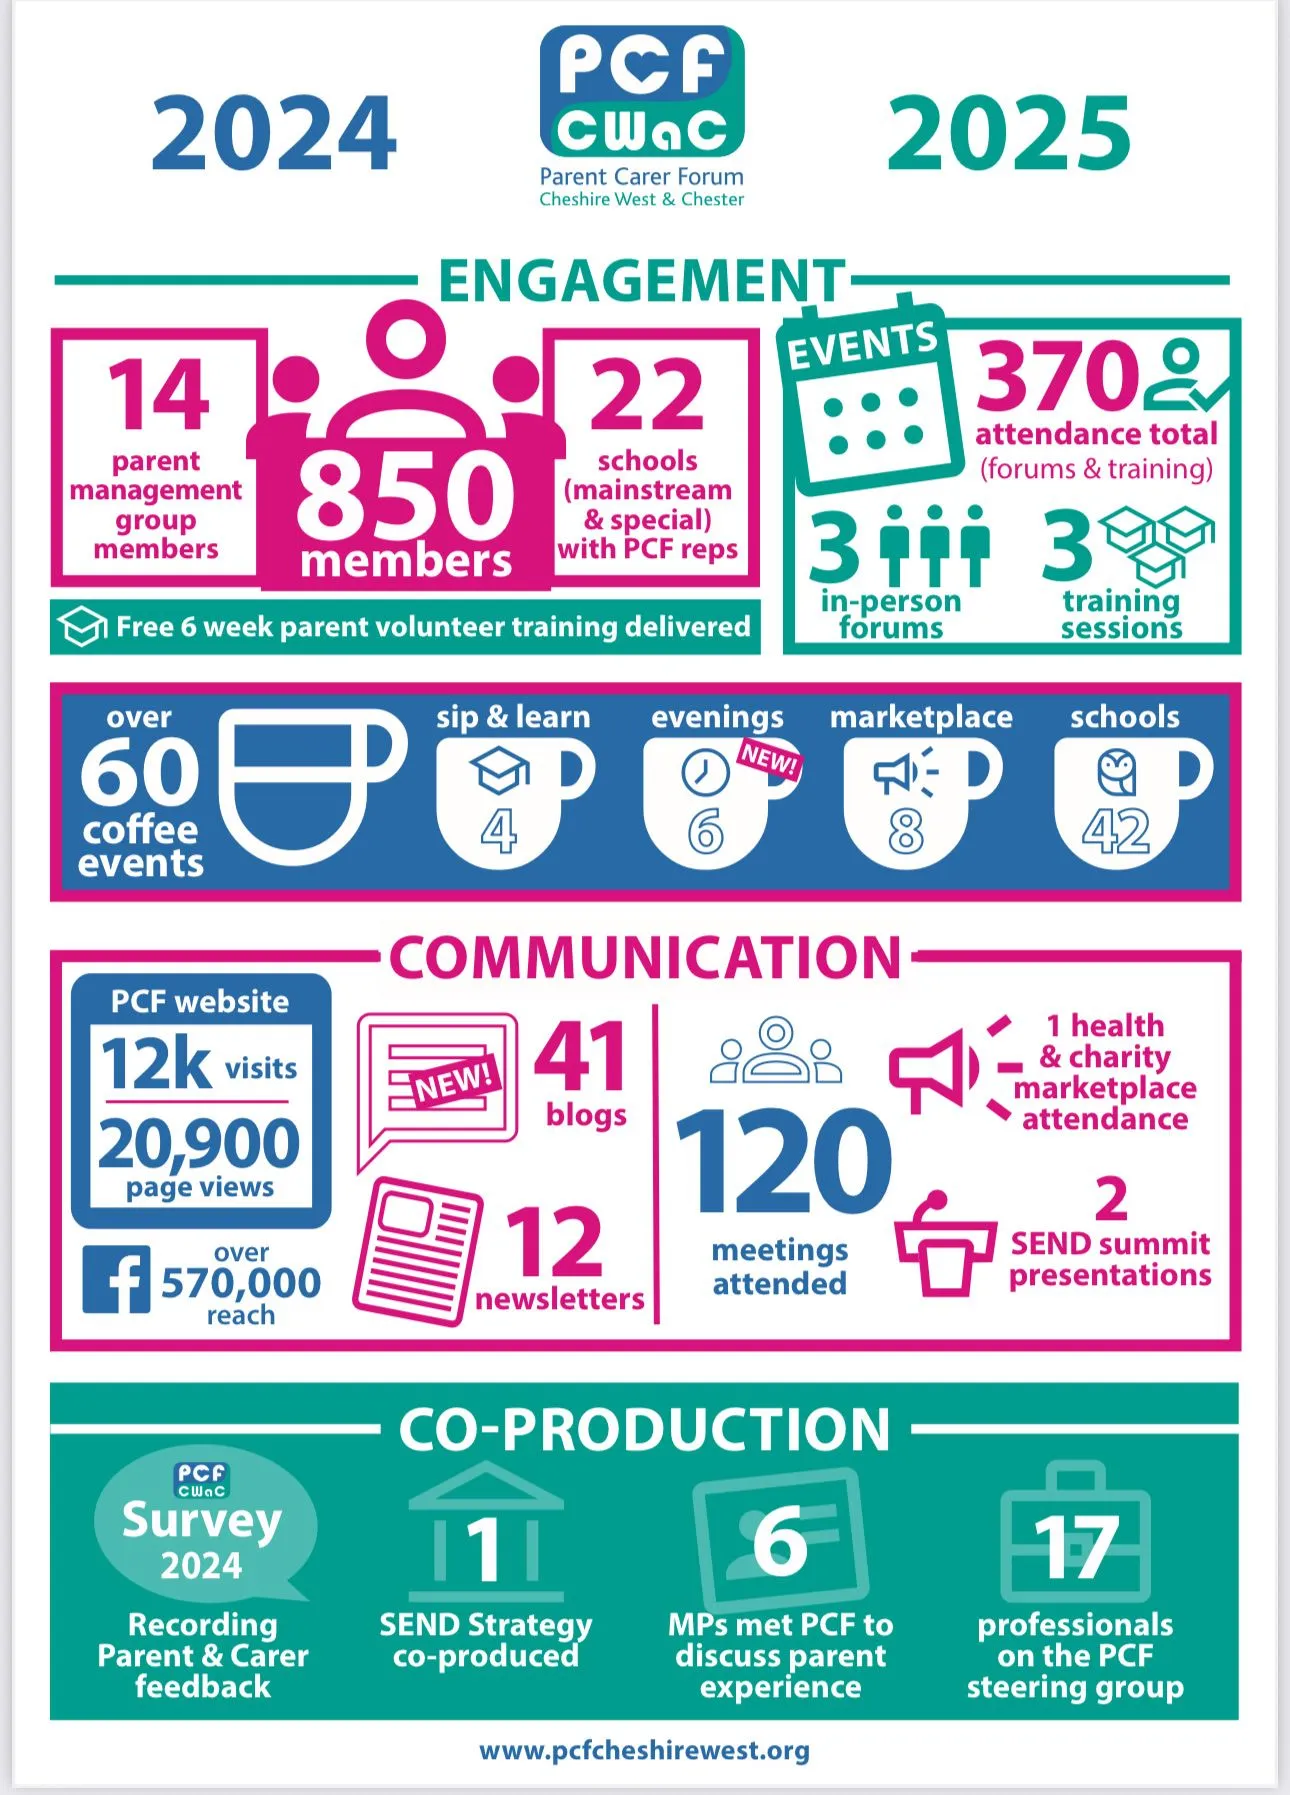 2024
PCF
CWaC
Parent Carer Forum
Cheshire West & Chester
2025
ENGAGEMENT
14
parent
management
group
members
850
members
22
schools
(mainstream
& special)
with PCF reps
Free 6 week parent volunteer training delivered
EVENTS
370
attendance total
(forums & training)
3
in-person
forums
3
training
sessions
over
60
coffee
events
sip & learn
4
evenings
NEW!
6
marketplace
8
schools
42
COMMUNICATION
PCF website
12k visits
20,900
page views
over
570,000
reach
NEW!
41
blogs
12
newsletters
120
meetings
attended
1 health
& charity
marketplace
attendance
2
SEND summit
presentations
CO-PRODUCTION
PCF
CWaC
Survey
2024
Recording
Parent & Carer
feedback
1
SEND Strategy
co-produced
6
MPs met PCF to
discuss parent
experience
17
professionals
on the PCF
steering group
www.pcfcheshirewest.org